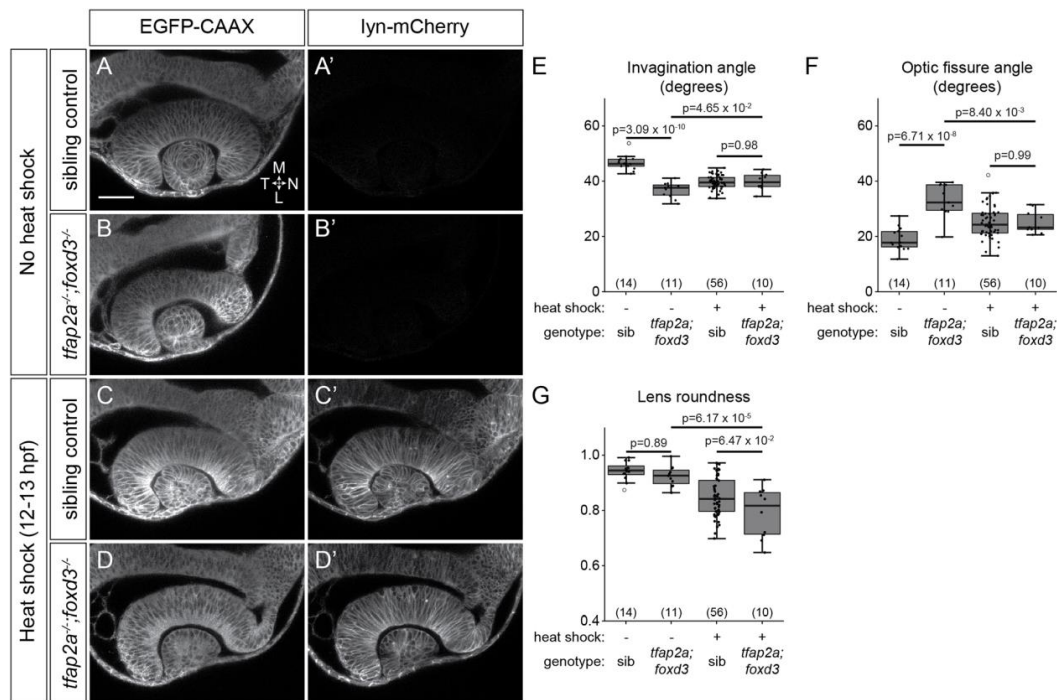 EGFP-CAAX
lyn-mCherry
No heat shock
sibling control
tfap2a-/-;foxd3-/-
Heat shock (12-13 hpf)
sibling control
tfap2a-/-;foxd3-/-
A
A'
M
T N
L
B
B'
C
C'
D
D'
E
Invagination angle
(degrees)
p=4.65 x 10-2
p=3.09 x 10-10
p=0.98
60
40
20
0
(14) (11) (56) (10)
heat shock: - - + +
genotype: sib tfap2a; sib tfap2a;
foxd3 foxd3
F
Optic fissure angle
(degrees)
p=8.40 x 10-3
p=6.71 x 10-8
p=0.99
60
40
20
0
(14) (11) (56) (10)
heat shock: - - + +
genotype: sib tfap2a; sib tfap2a;
foxd3 foxd3
G
Lens roundness
p=6.17 x 10-5
p=0.89
p=6.47 x 10-2
1.0
0.8
0.6
0.4
(14) (11) (56) (10)
heat shock: - - + +
genotype: sib tfap2a; sib tfap2a;
foxd3 foxd3